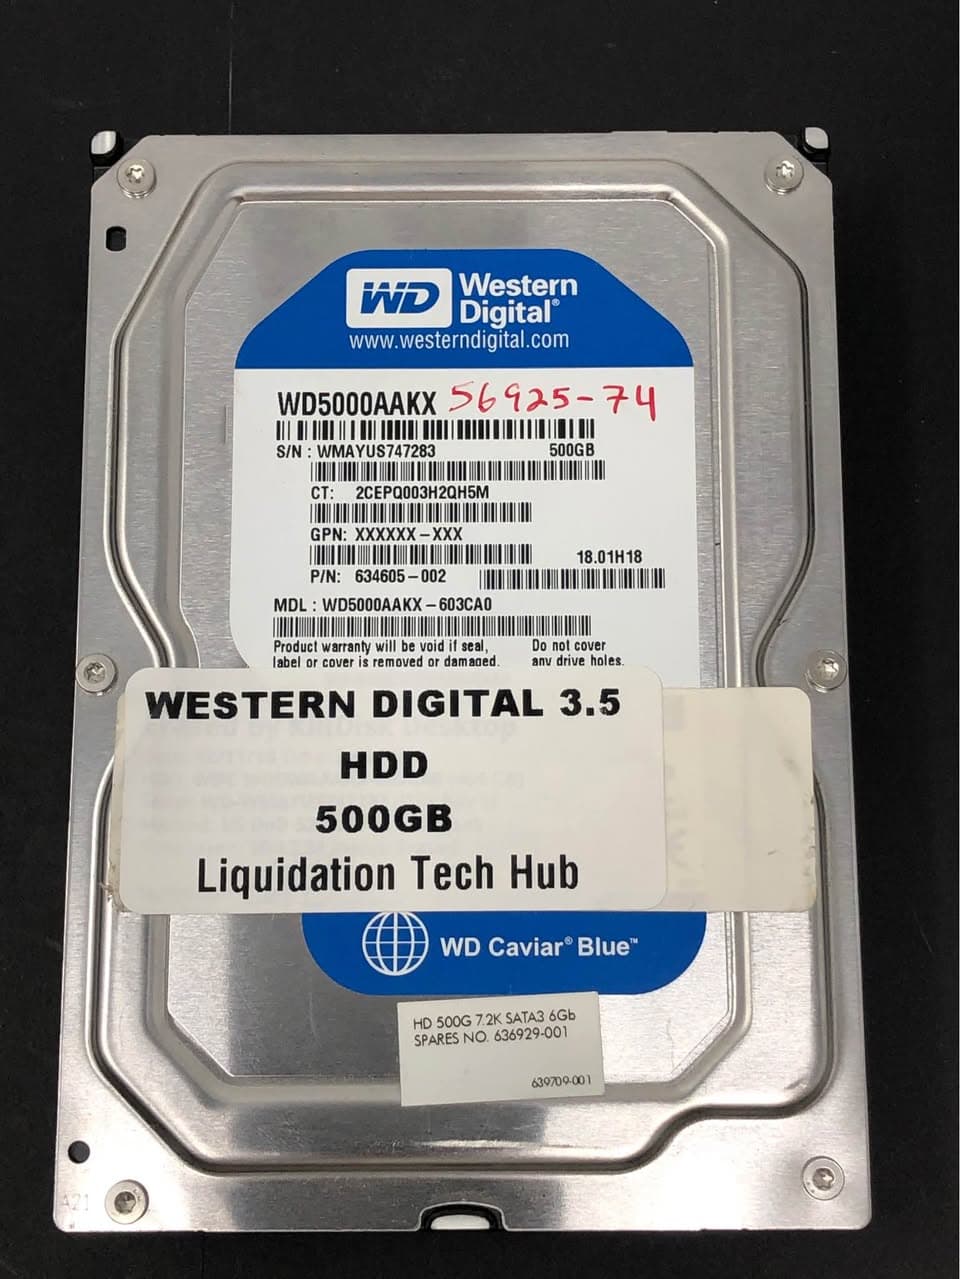 WD Western
Digital®
www.westerndigital.com
WD5000AAKX 56925-74
S/N : WMAYUS747283 500GB
CT: 2CEPQ003H2QH5M
GPN: XXXXXX-XXX
18.01H18
P/N: 634605-002
MDL : WD5000AAKX-603CA0
Product warranty will be void if seal, Do not cover
label or cover is removed or damaged. any drive holes.
WESTERN DIGITAL 3.5
HDD
500GB
Liquidation Tech Hub
WD Caviar® Blue™
HD 500G 7.2K SATA3 6Gb
SPARES NO. 636929-001
639709-001
A21